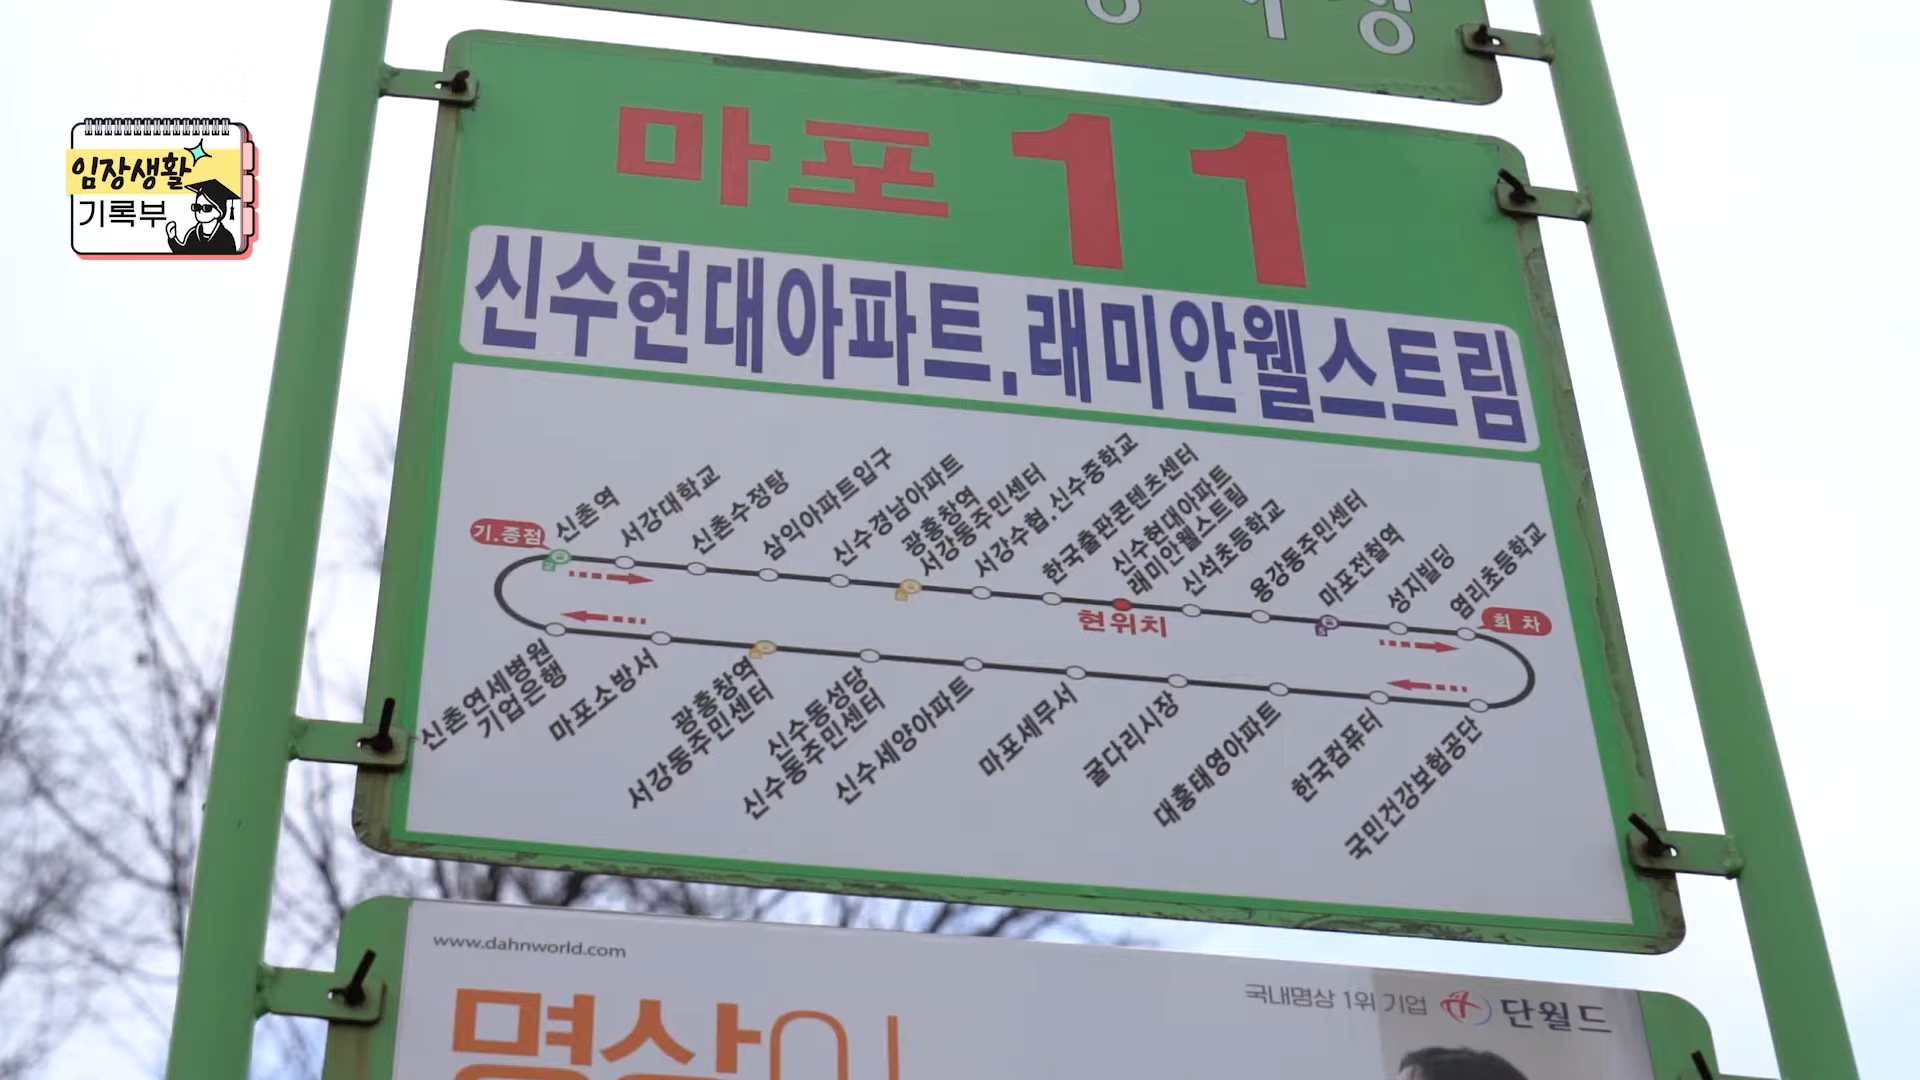 임장생활
기록부
마포 11
신수현대아파트.래미안웰스트림
기.종점
신촌역
서강대학교
신촌수정탕
삼익아파트입구
신수경남아파트
광흥창역
서강동주민센터
서강수협.신수중학교
한국출판콘텐츠센터
신수현대아파트
래미안웰스트림
신석초등학교
용강동주민센터
마포전철역
성지빌딩
염리초등학교
회 차
현위치
신촌연세병원
기업은행
마포소방서
광흥창역
서강동주민센터
신수동성당
신수동주민센터
신수세양아파트
마포세무서
굴다리시장
대흥태영아파트
한국컴퓨터
국민건강보험공단
www.dahnworld.com
국내명상 1위 기업 단월드
명상이